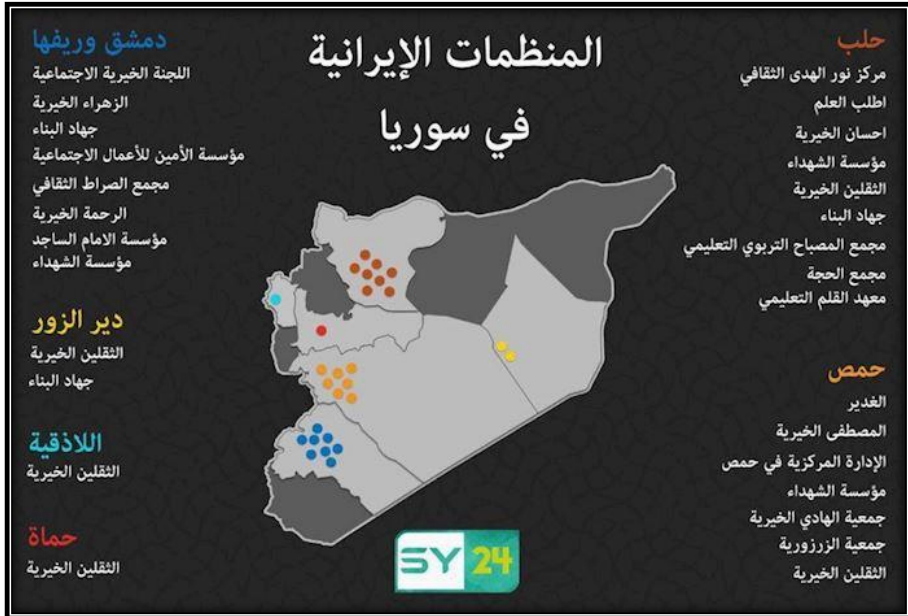 المنظمات الإيرانية
في سوريا
حلب
مركز نور الهدى الثقافي
اطلب العلم
احسان الخيرية
مؤسسة الشهداء
الثقلين الخيرية
جهاد البناء
مجمع المصباح التربوي التعليمي
مجمع الحجة
معهد القلم التعليمي
حمص
الغدير
المصطفى الخيرية
الإدارة المركزية في حمص
مؤسسة الشهداء
جمعية الهادي الخيرية
جمعية الزرزورية
الثقلين الخيرية
دمشق وريفها
اللجنة الخيرية الاجتماعية
الزهراء الخيرية
جهاد البناء
مؤسسة الأمين للأعمال الاجتماعية
مجمع الصراط الثقافي
الرحمة الخيرية
مؤسسة الامام الساجد
مؤسسة الشهداء
دير الزور
الثقلين الخيرية
جهاد البناء
اللاذقية
الثقلين الخيرية
حماة
الثقلين الخيرية
SY 24